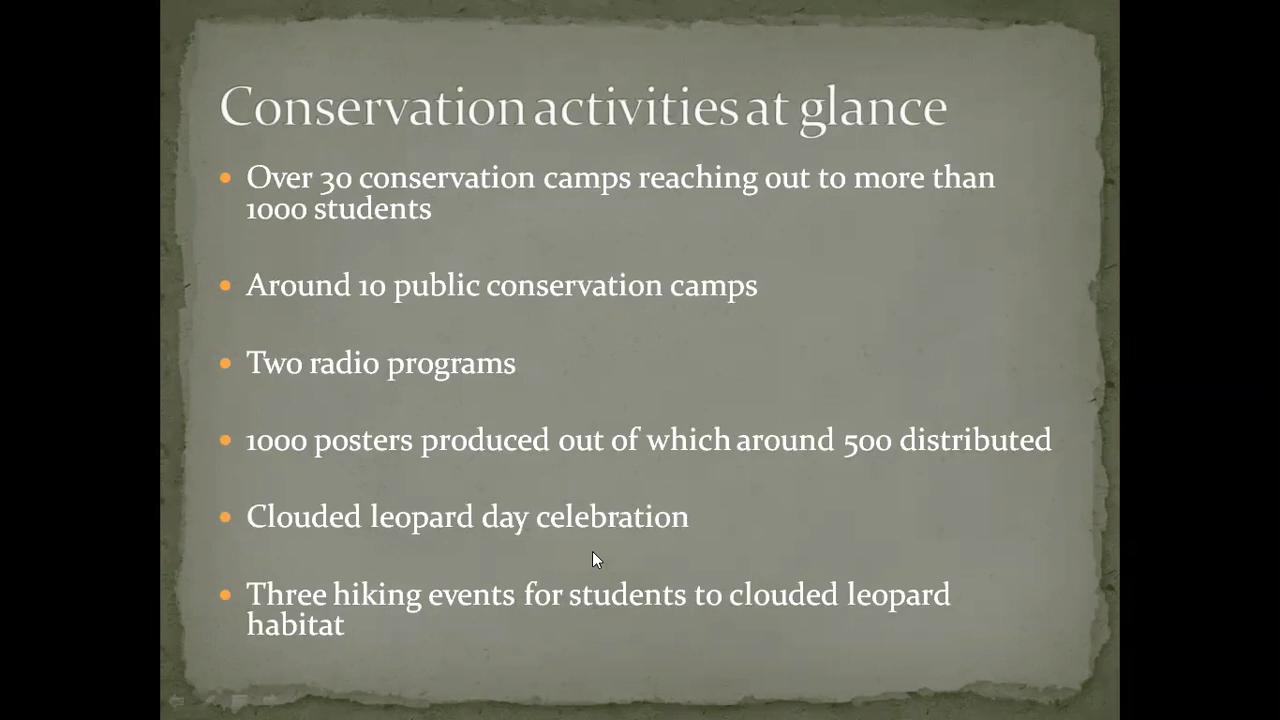 Conservation activities at glance
Over 30 conservation camps reaching out to more than
1000 students
Around 10 public conservation camps
Two radio programs
1000 posters produced out of which around 500 distributed
Clouded leopard day celebration
Three hiking events for students to clouded leopard
habitat